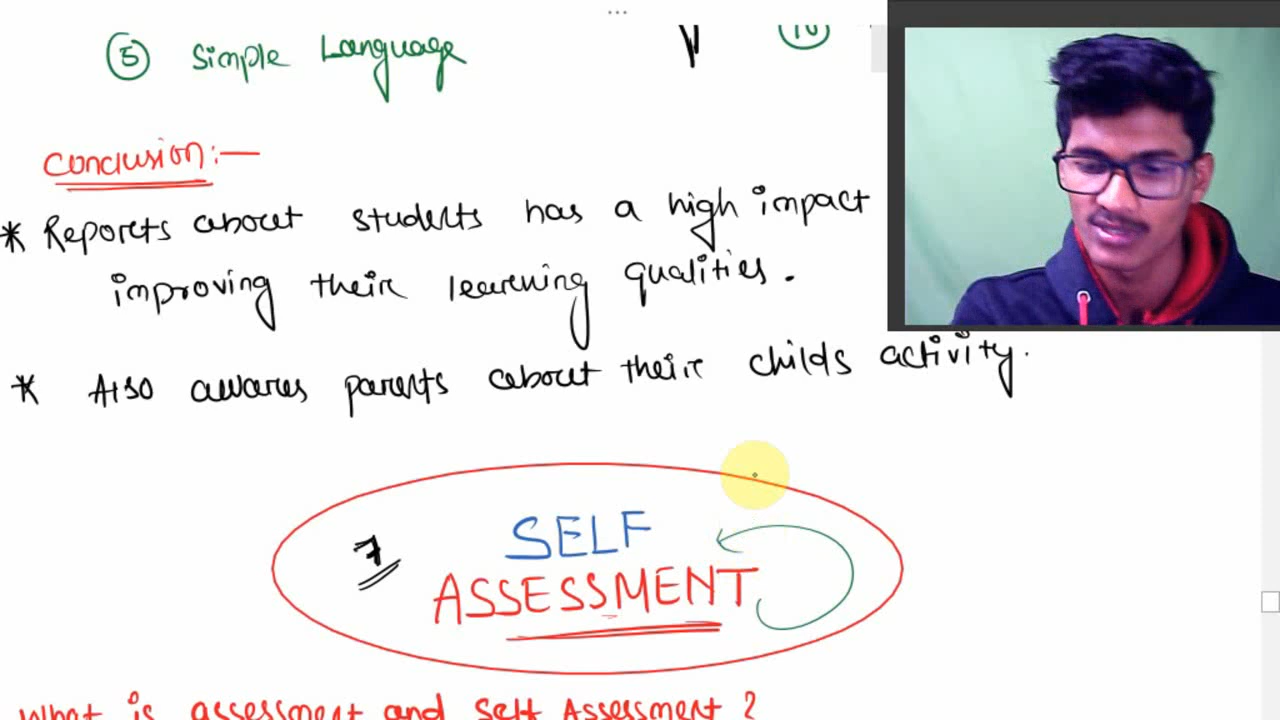 ⑤ Simple Language
⑩
Conclusion:—
* Reports about students has a high impact
improving their learning qualities.
* Also awares parents about their childs activity.
7 SELF
ASSESSMENT
What is assessment and self Assessment ?